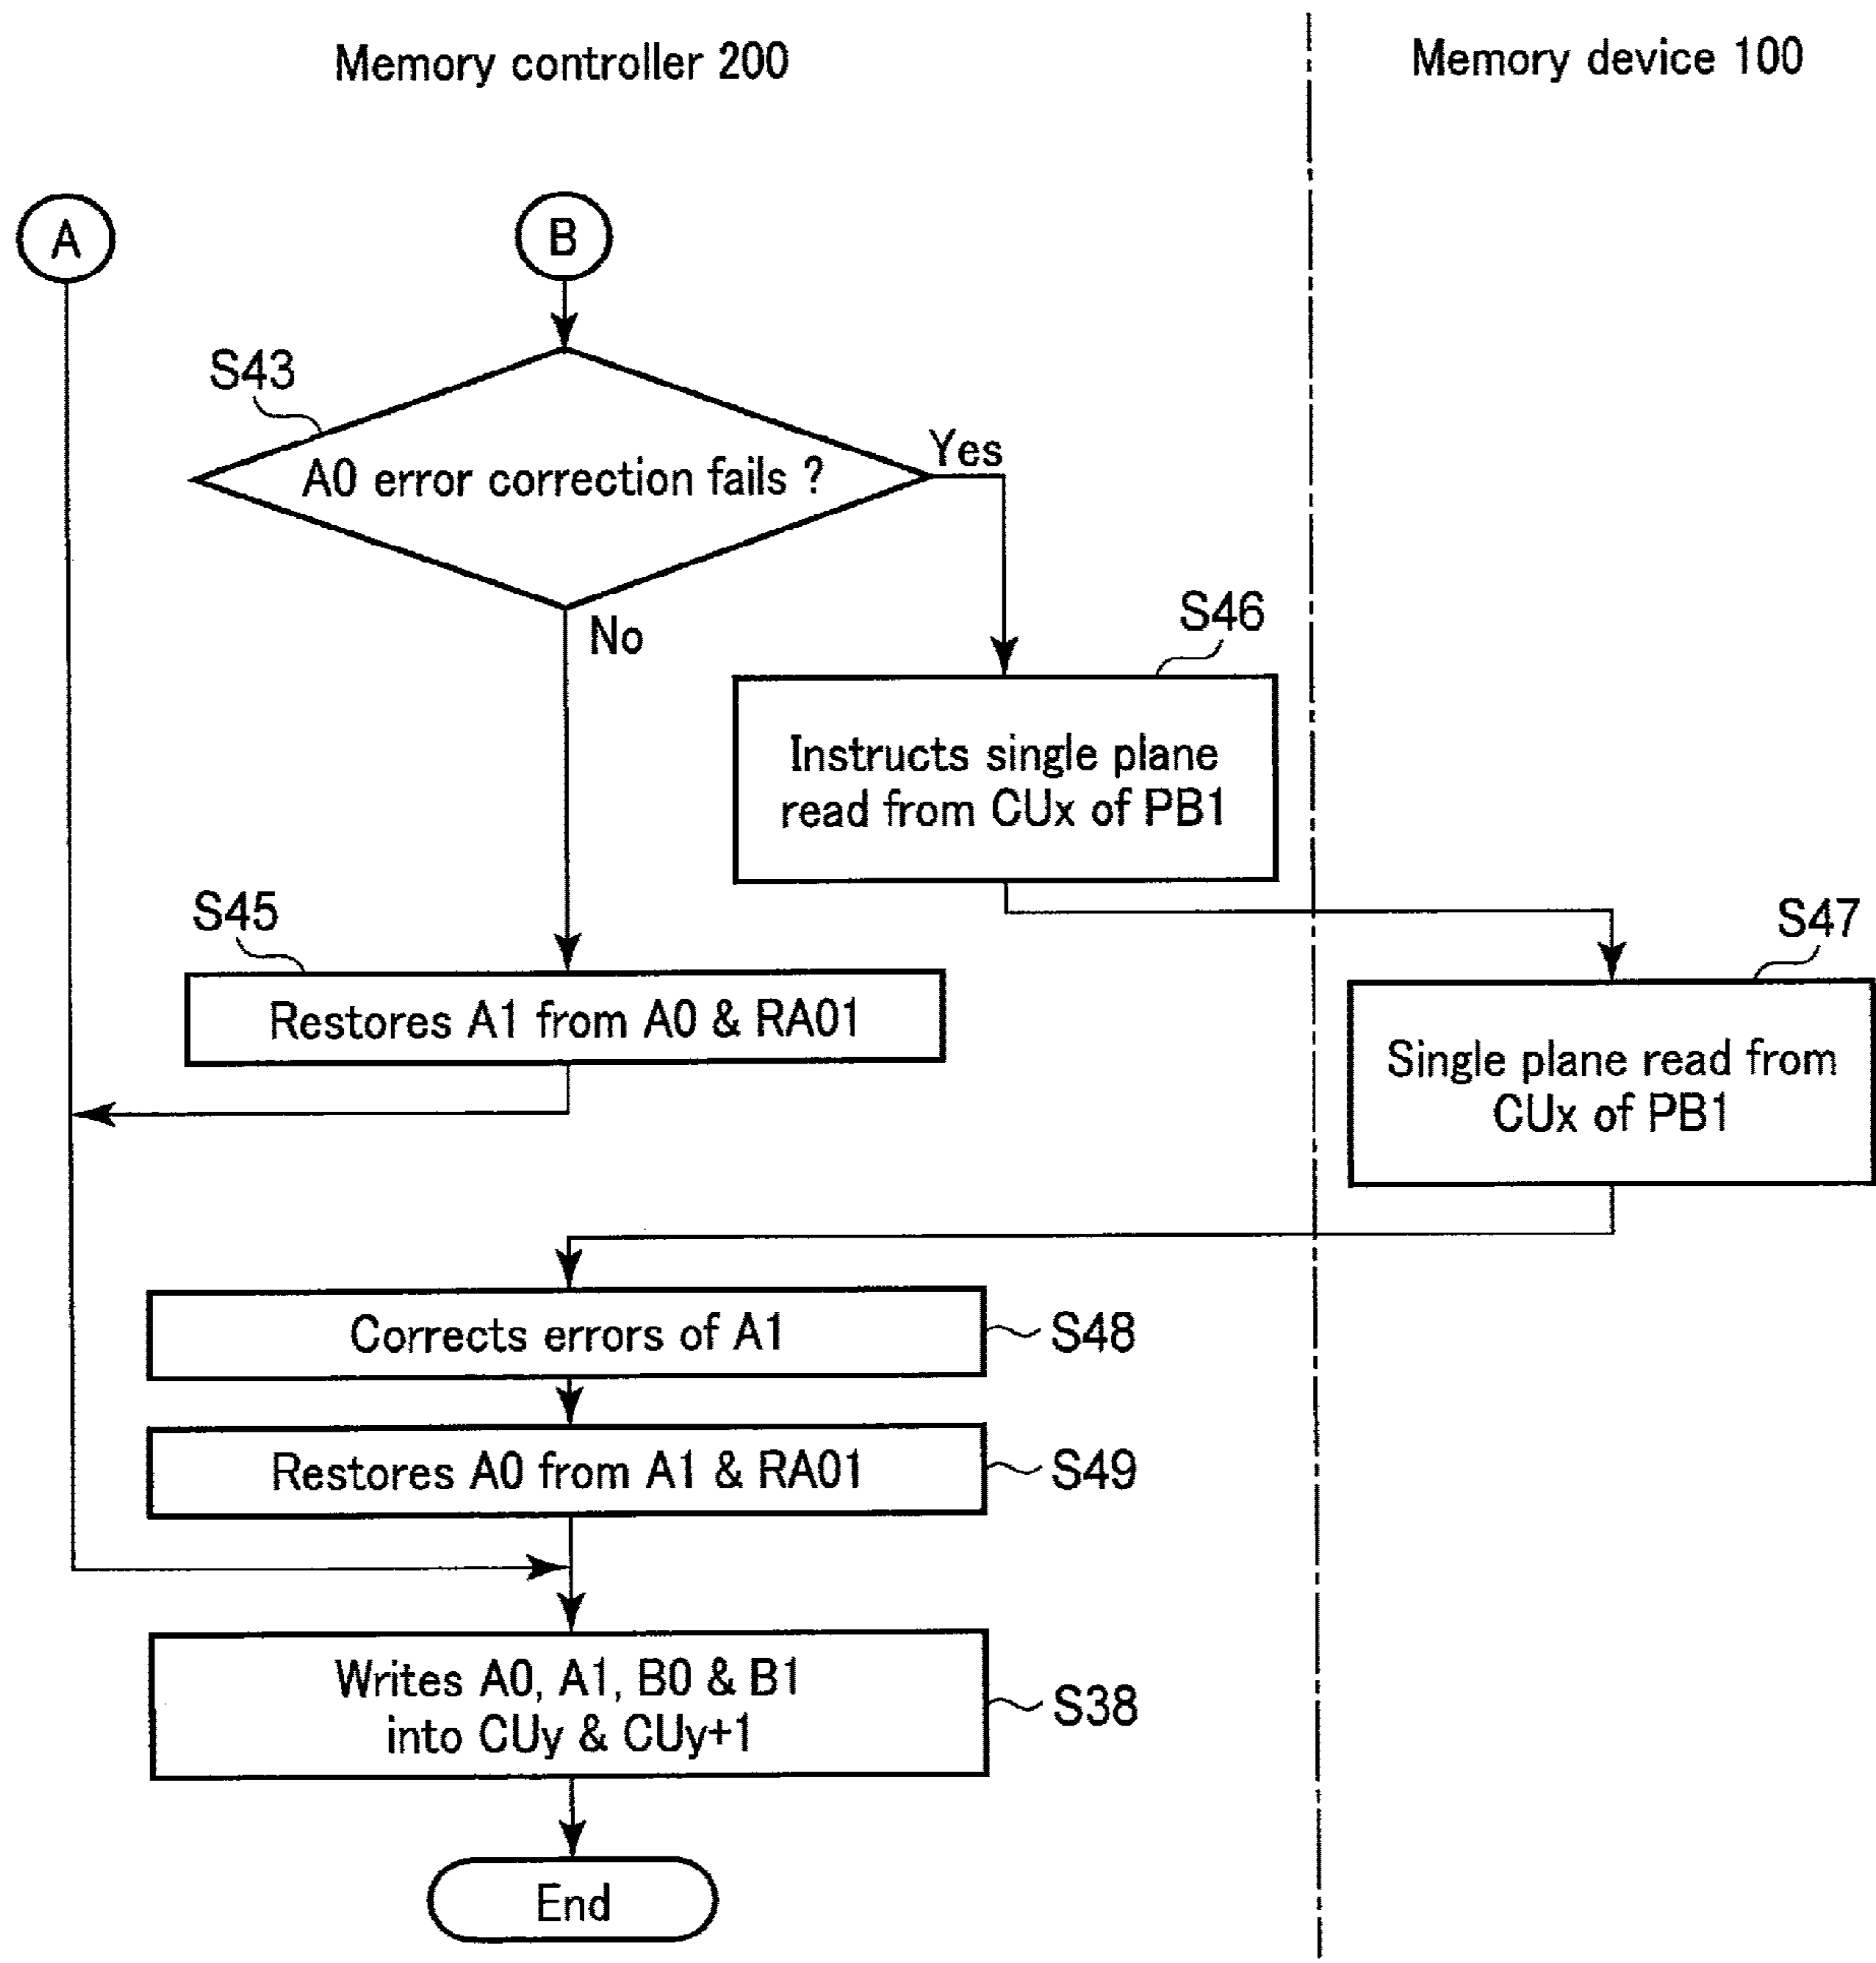 Memory controller 200
Memory device 100
A
B
S43
A0 error correction fails ?
Yes
No
S46
Instructs single plane
read from CUx of PB1
S45
Restores A1 from A0 & RA01
S47
Single plane read from
CUx of PB1
Corrects errors of A1
S48
Restores A0 from A1 & RA01
S49
Writes A0, A1, B0 & B1
into CUy & CUy+1
S38
End